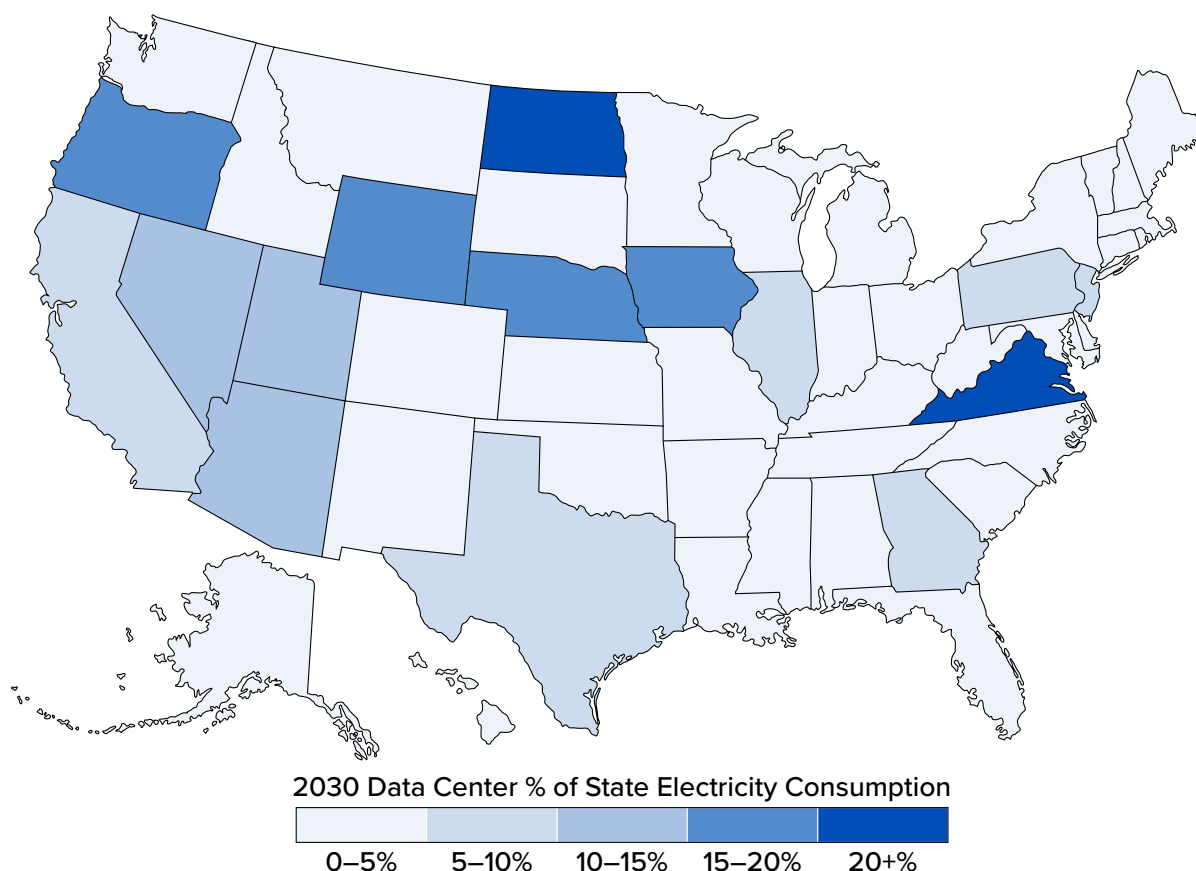 2030 Data Center % of State Electricity Consumption
0–5% 5–10% 10–15% 15–20% 20+%